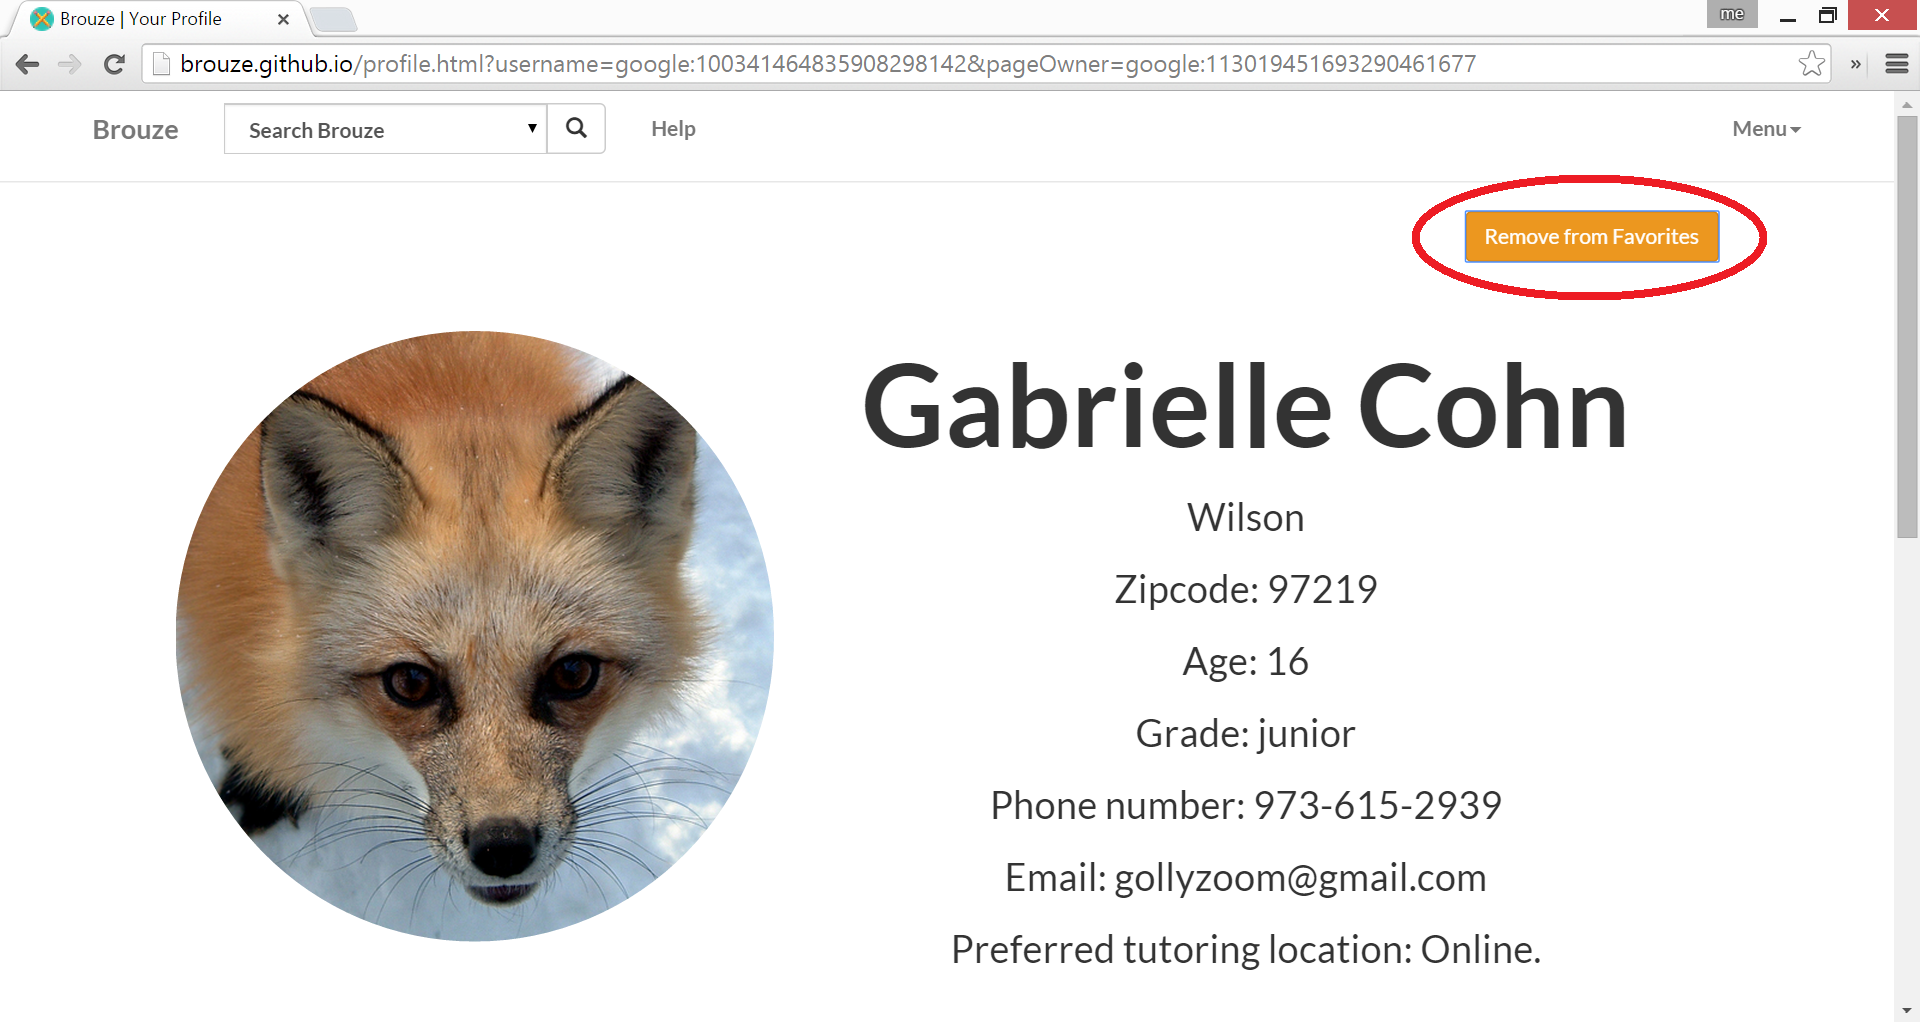 Brouze | Your Profile
me
brouze.github.io/profile.html?username=google:100341464835908298142&pageOwner=google:113019451693290461677
Brouze
Search Brouze
Help
Menu
Remove from Favorites
Gabrielle Cohn
Wilson
Zipcode: 97219
Age: 16
Grade: junior
Phone number: 973-615-2939
Email: gollyzoom@gmail.com
Preferred tutoring location: Online.